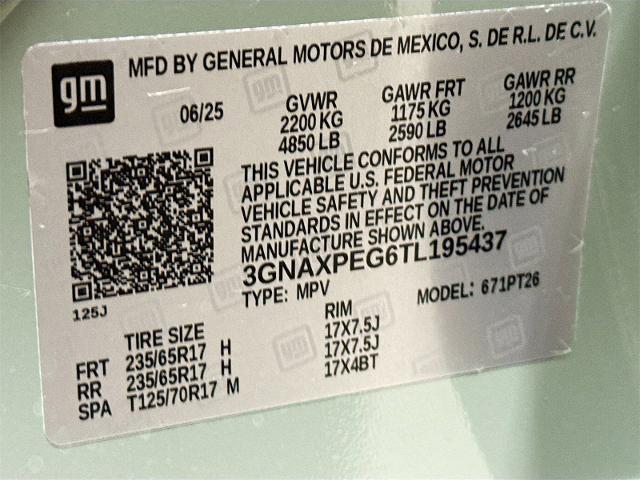 gm
MFD BY GENERAL MOTORS DE MEXICO, S. DE R.L. DE C.V.
06/25
GVWR
2200 KG
4850 LB
GAWR FRT
1175 KG
2590 LB
GAWR RR
1200 KG
2645 LB
THIS VEHICLE CONFORMS TO ALL
APPLICABLE U.S. FEDERAL MOTOR
VEHICLE SAFETY AND THEFT PREVENTION
STANDARDS IN EFFECT ON THE DATE OF
MANUFACTURE SHOWN ABOVE.
3GNAXPEG6TL195437
125J
TYPE: MPV
MODEL: 671PT26
TIRE SIZE RIM
FRT 235/65R17 H 17X7.5J
RR 235/65R17 H 17X7.5J
SPA T125/70R17 M 17X4BT